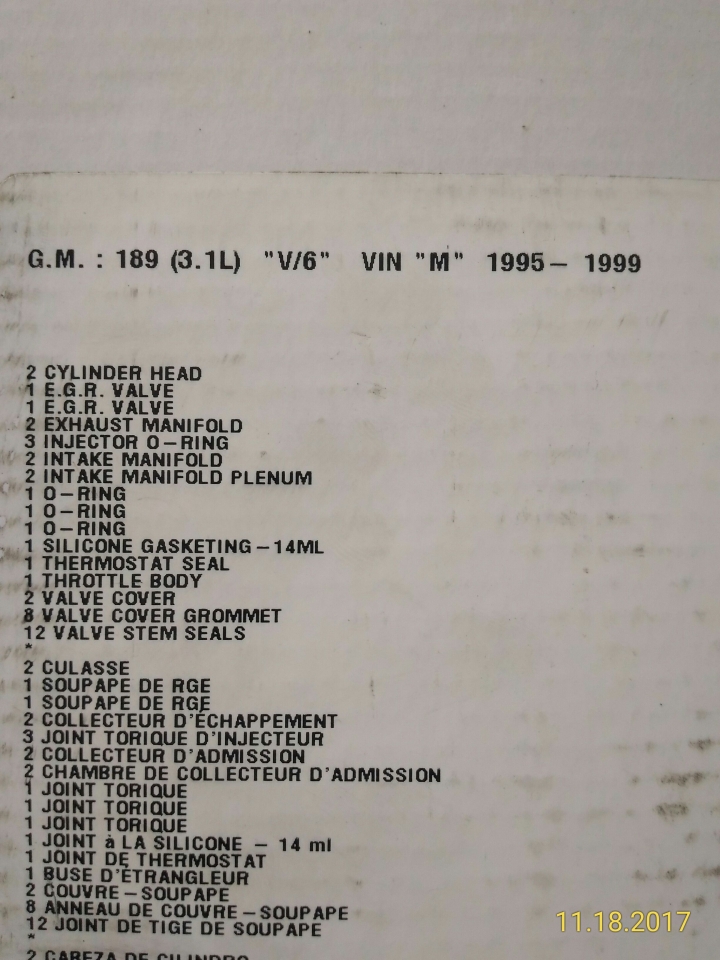 G.M. : 189 (3.1L) "V/6" VIN "M" 1995– 1999
2 CYLINDER HEAD
1 E.G.R. VALVE
1 E.G.R. VALVE
2 EXHAUST MANIFOLD
3 INJECTOR O–RING
2 INTAKE MANIFOLD
2 INTAKE MANIFOLD PLENUM
1 O–RING
1 O–RING
1 O–RING
1 SILICONE GASKETING–14ML
1 THERMOSTAT SEAL
1 THROTTLE BODY
2 VALVE COVER
8 VALVE COVER GROMMET
12 VALVE STEM SEALS
*
2 CULASSE
1 SOUPAPE DE RGE
1 SOUPAPE DE RGE
2 COLLECTEUR D'ÉCHAPPEMENT
3 JOINT TORIQUE D'INJECTEUR
2 COLLECTEUR D'ADMISSION
2 CHAMBRE DE COLLECTEUR D'ADMISSION
1 JOINT TORIQUE
1 JOINT TORIQUE
1 JOINT TORIQUE
1 JOINT à LA SILICONE – 14 ml
1 JOINT DE THERMOSTAT
1 BUSE D'ÉTRANGLEUR
2 COUVRE–SOUPAPE
8 ANNEAU DE COUVRE–SOUPAPE
12 JOINT DE TIGE DE SOUPAPE
*
2 CABEZA DE CILINDRO
11.18.2017